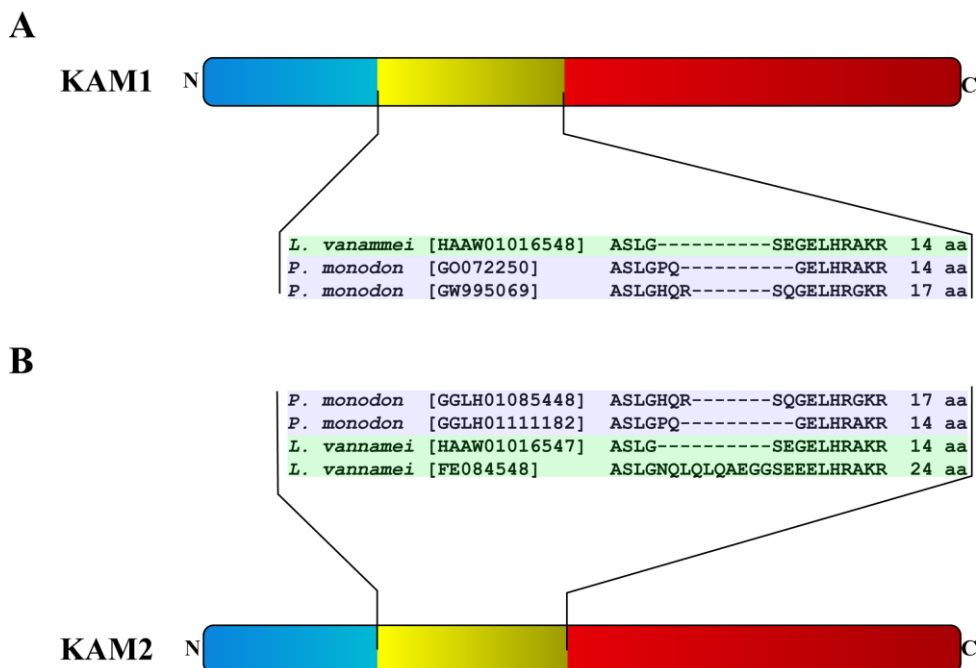 A
KAM1 N C
L. vanammei [HAAW01016548] ASLG----------SEGELHRAKR 14 aa
P. monodon [GO072250] ASLGPQ----------GELHRAKR 14 aa
P. monodon [GW995069] ASLGHQR-------SQGELHRGKR 17 aa
B
P. monodon [GGLH01085448] ASLGHQR-------SQGELHRGKR 17 aa
P. monodon [GGLH01111182] ASLGPQ----------GELHRAKR 14 aa
L. vannamei [HAAW01016547] ASLG----------SEGELHRAKR 14 aa
L. vannamei [FE084548] ASLGNQLQLQAEGGSEEELHRAKR 24 aa
KAM2 N C